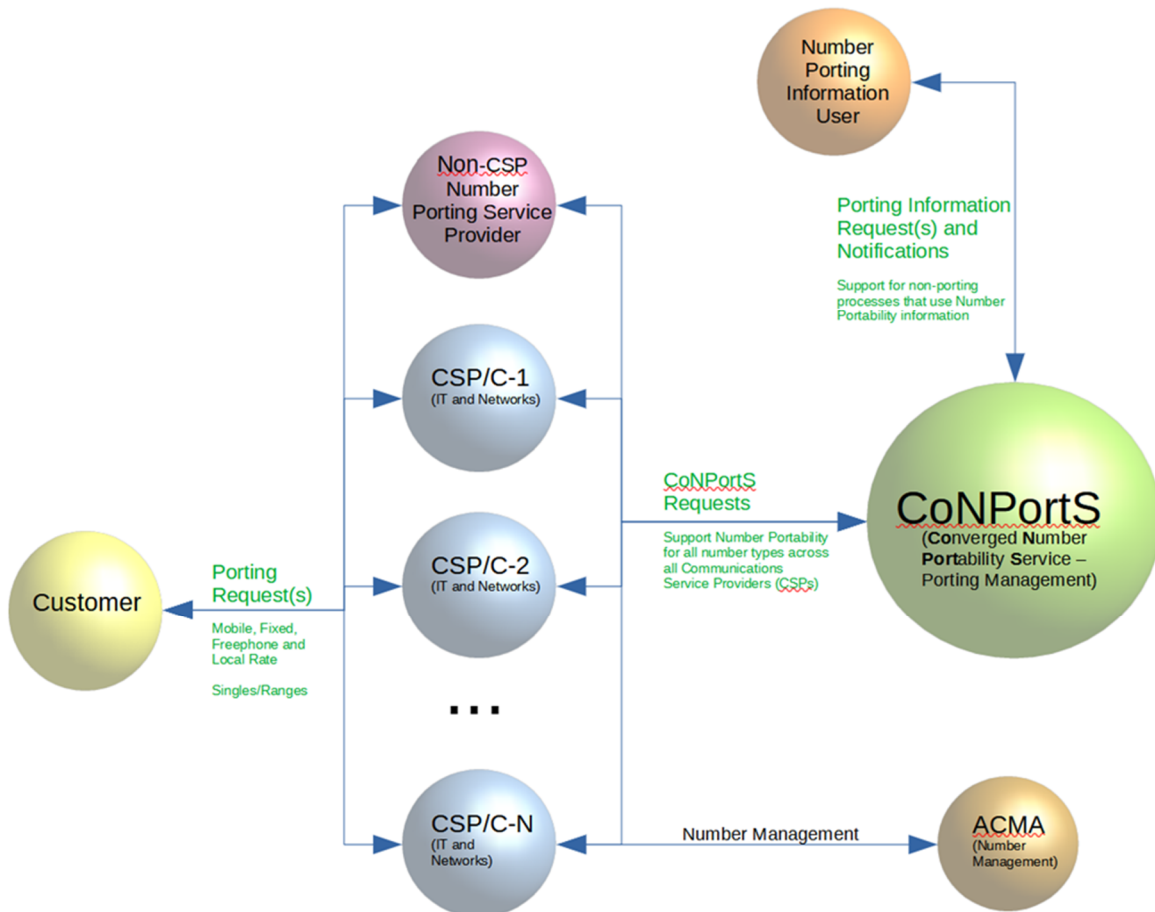 Number
Porting
Information
User
Non-CSP
Number
Porting Service
Provider
Porting Information
Request(s) and
Notifications
Support for non-porting
processes that use Number
Portability information
CSP/C-1
(IT and Networks)
CoNPortS
Requests
Support Number Portability
for all number types across
all Communications
Service Providers (CSPs)
CoNPortS
(Converged Number
Portability Service –
Porting Management)
CSP/C-2
(IT and Networks)
Customer
Porting
Request(s)
Mobile, Fixed,
Freephone and
Local Rate
Singles/Ranges
...
CSP/C-N
(IT and
Networks)
Number Management
ACMA
(Number
Management)